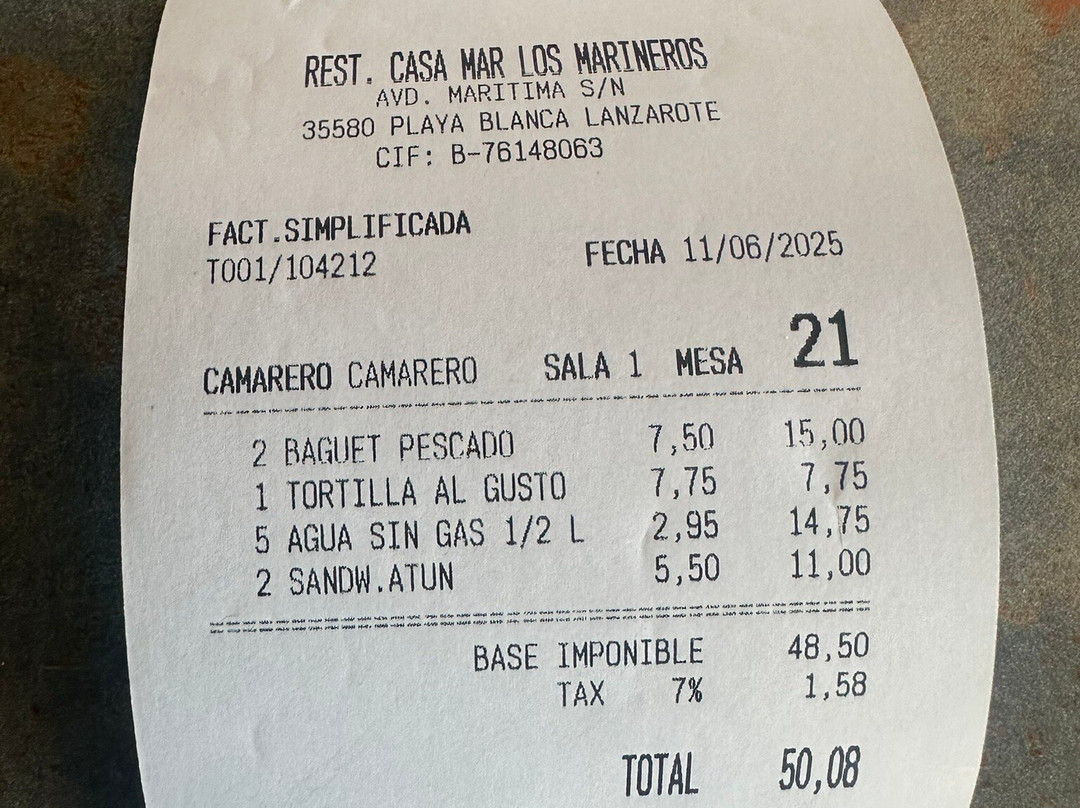 REST. CASA MAR LOS MARINEROS
AVD. MARITIMA S/N
35580 PLAYA BLANCA LANZAROTE
CIF: B-76148063
FACT.SIMPLIFICADA
T001/104212 FECHA 11/06/2025
CAMARERO CAMARERO SALA 1 MESA 21
2 BAGUET PESCADO 7,50 15,00
1 TORTILLA AL GUSTO 7,75 7,75
5 AGUA SIN GAS 1/2 L 2,95 14,75
2 SANDW.ATUN 5,50 11,00
BASE IMPONIBLE 48,50
TAX 7% 1,58
TOTAL 50,08